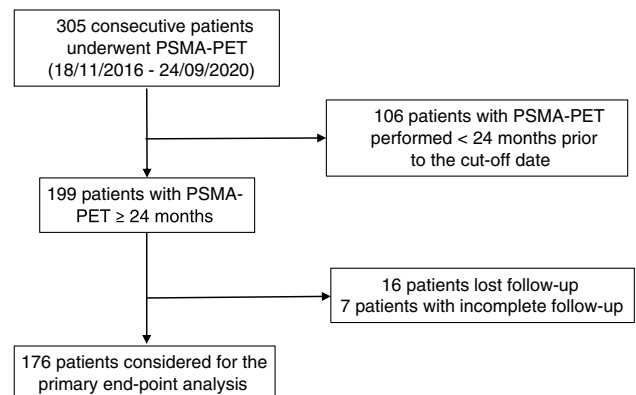 305 consecutive patients
underwent PSMA-PET
(18/11/2016 - 24/09/2020)
106 patients with PSMA-PET
performed < 24 months prior
to the cut-off date
199 patients with PSMA-
PET ≥ 24 months
16 patients lost follow-up
7 patients with incomplete follow-up
176 patients considered for the
primary end-point analysis